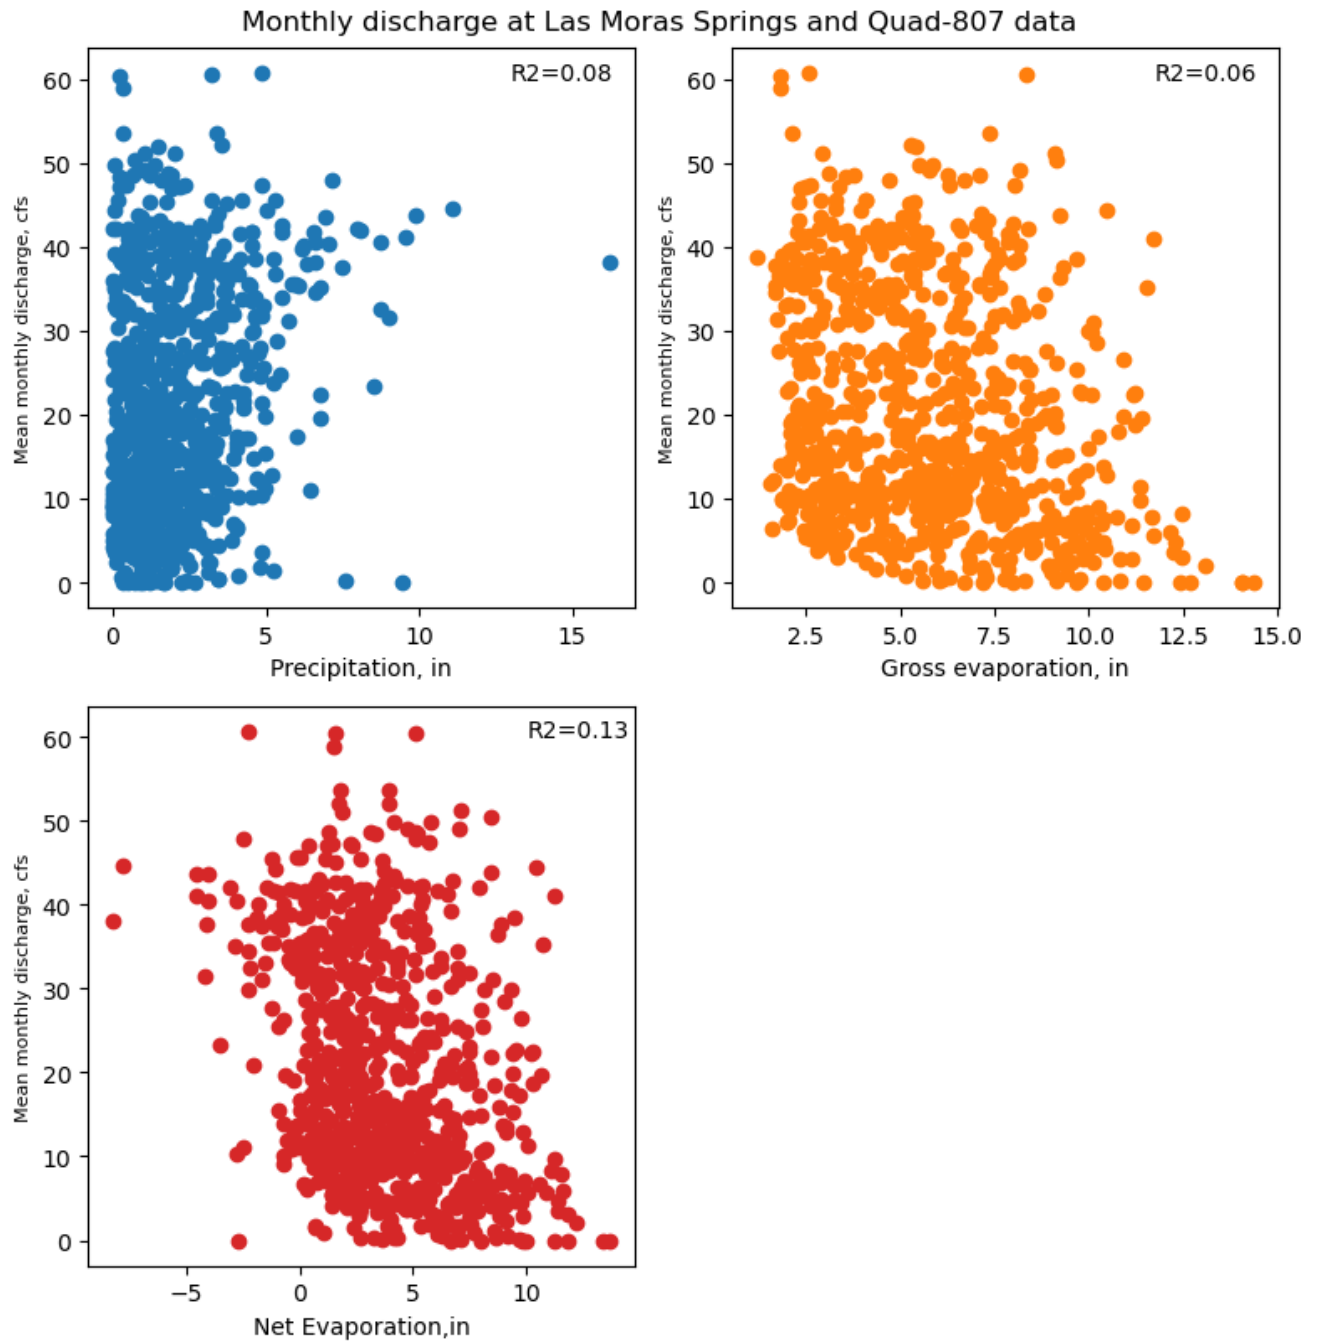 Monthly discharge at Las Moras Springs and Quad-807 data
R2=0.08
60
50
40
30
20
10
0
Mean monthly discharge, cfs
0 5 10 15
Precipitation, in
R2=0.06
60
50
40
30
20
10
0
Mean monthly discharge, cfs
2.5 5.0 7.5 10.0 12.5 15.0
Gross evaporation, in
R2=0.13
60
50
40
30
20
10
0
Mean monthly discharge, cfs
−5 0 5 10
Net Evaporation,in